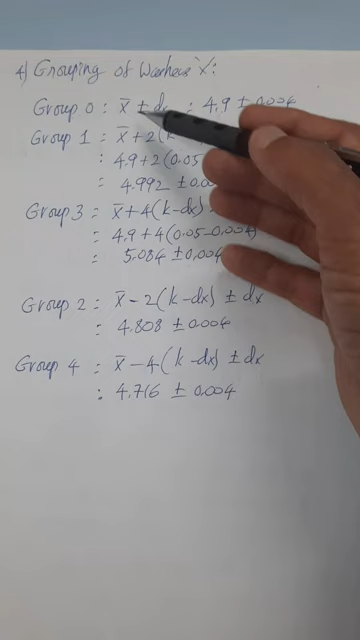 4) Grouping of Washers 'X':
Group 0 : x̄ ± dx : 4.9 ± 0.004
Group 1 : x̄ + 2(k
: 4.9 + 2(0.05
: 4.992 ± 0.00
Group 3 : x̄ + 4(k-dx)
: 4.9 + 4(0.05-0.004)
: 5.084 ± 0.004
Group 2 : x̄ - 2(k-dx) ± dx
: 4.808 ± 0.004
Group 4 : x̄ - 4(k-dx) ± dx
: 4.716 ± 0.004